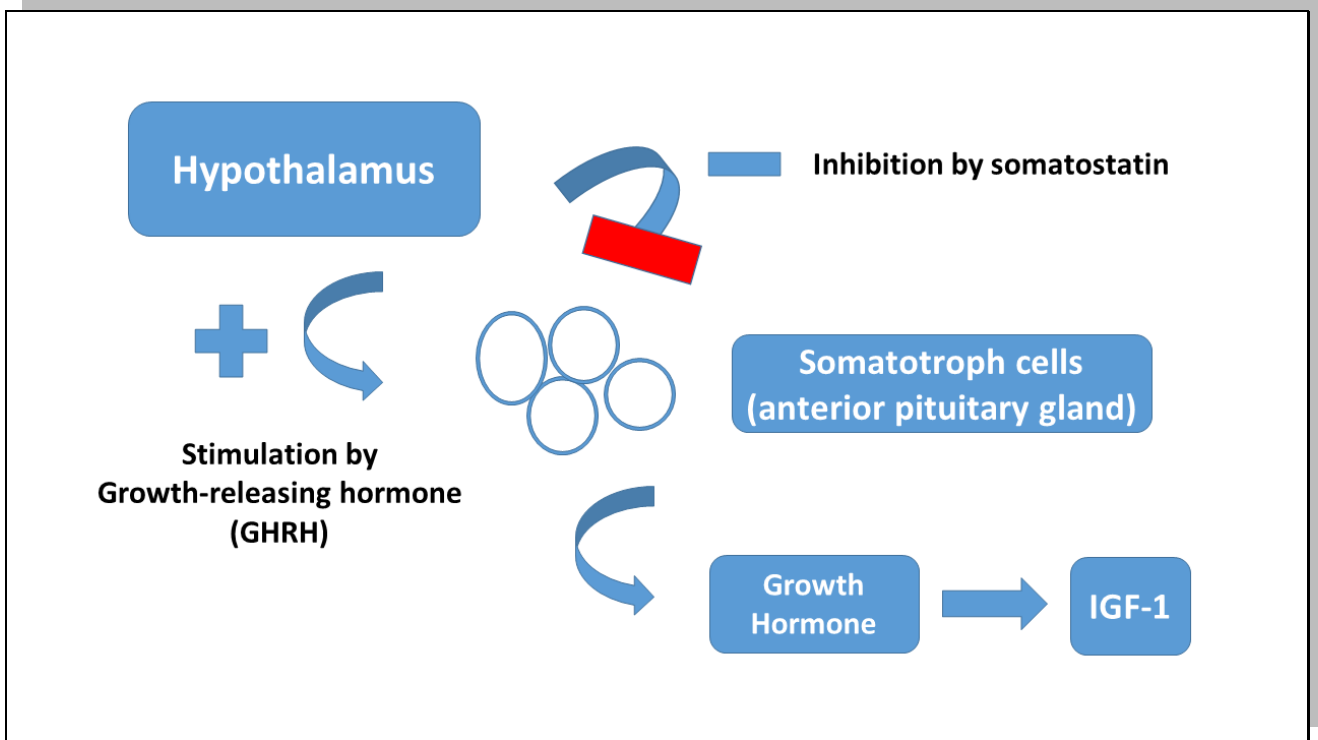 Hypothalamus
Inhibition by somatostatin
Somatotroph cells
(anterior pituitary gland)
Stimulation by
Growth-releasing hormone
(GHRH)
Growth
Hormone
IGF-1